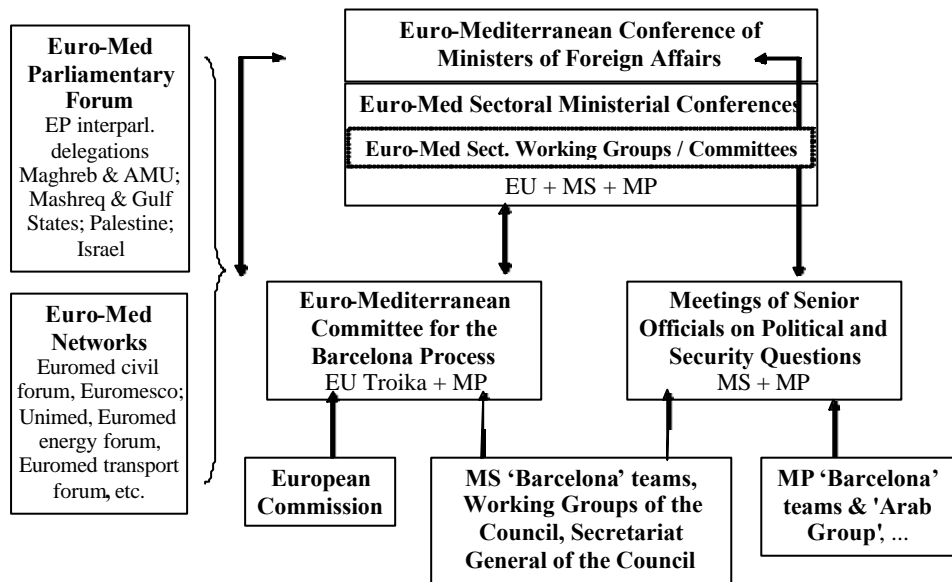 Euro-Med
Parliamentary
Forum
EP interparl.
delegations
Maghreb & AMU;
Mashreq & Gulf
States; Palestine;
Israel
Euro-Med
Networks
Euromed civil
forum, Euromesco;
Unimed, Euromed
energy forum,
Euromed transport
forum, etc.
Euro-Mediterranean Conference of
Ministers of Foreign Affairs
Euro-Med Sectoral Ministerial Conferences
Euro-Med Sect. Working Groups / Committees
EU + MS + MP
Euro-Mediterranean
Committee for the
Barcelona Process
EU Troika + MP
Meetings of Senior
Officials on Political and
Security Questions
MS + MP
European
Commission
MS ‘Barcelona’ teams,
Working Groups of the
Council, Secretariat
General of the Council
MP ‘Barcelona’
teams & 'Arab
Group', ...